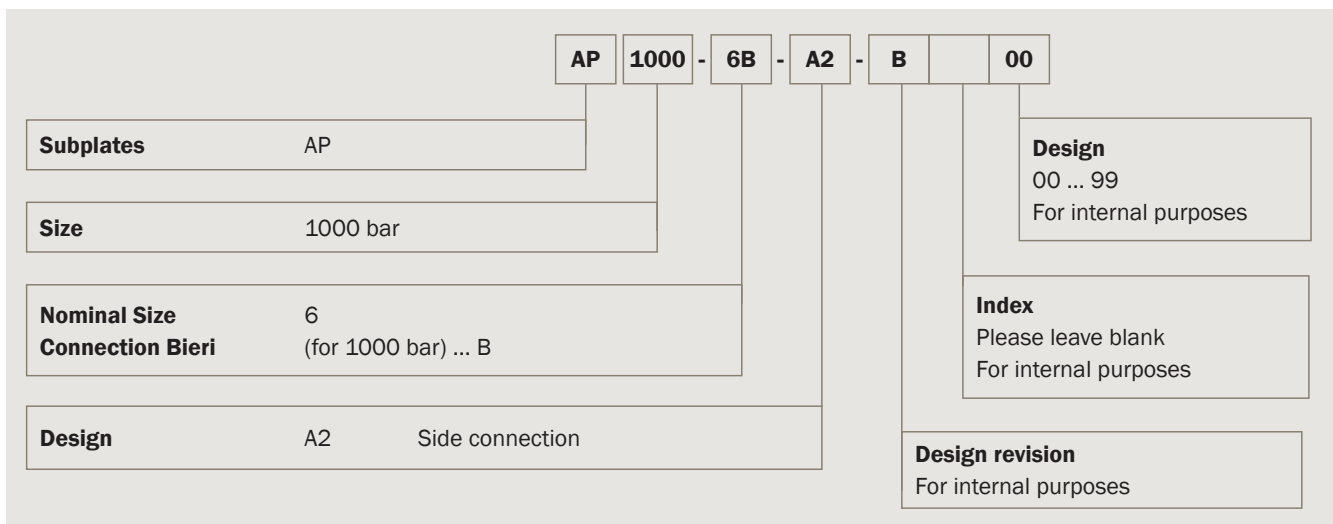 AP 1000 - 6B - A2 - B 00
Subplates AP
Size 1000 bar
Nominal Size 6
Connection Bieri (for 1000 bar) ... B
Design A2 Side connection
Design
00 ... 99
For internal purposes
Index
Please leave blank
For internal purposes
Design revision
For internal purposes